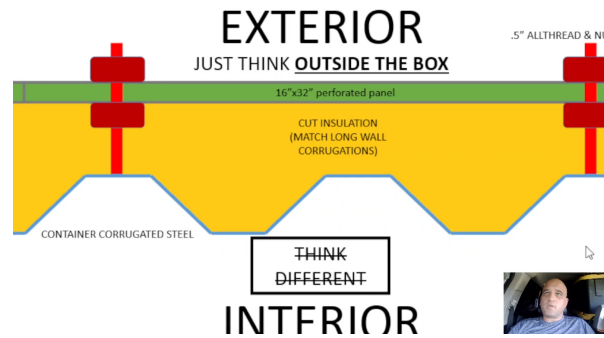 EXTERIOR
.5" ALLTHREAD &
JUST THINK OUTSIDE THE BOX
16"x32" perforated panel
CUT INSULATION
(MATCH LONG WALL
CORRUGATIONS)
CONTAINER CORRUGATED STEEL
THINK
DIFFERENT
INTERIOR